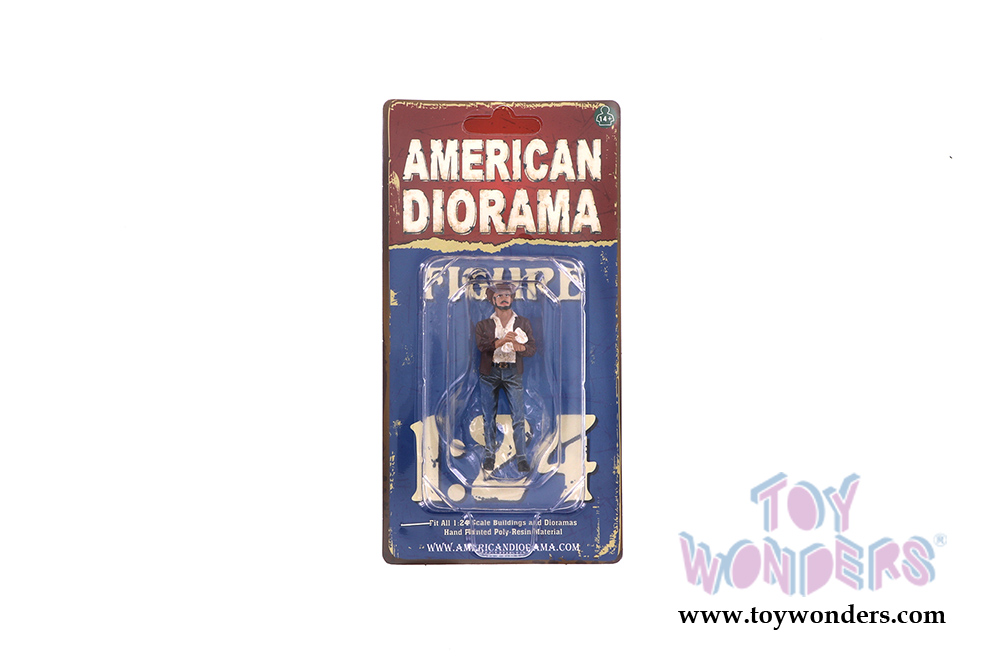 14+
AMERICAN
DIORAMA
FIGURE
1:24
Fit All 1:24 Scale Buildings and Dioramas
Hand Painted Poly-Resin Material
WWW.AMERICANDIORAMA.COM
TOY
WONDERS®
www.toywonders.com